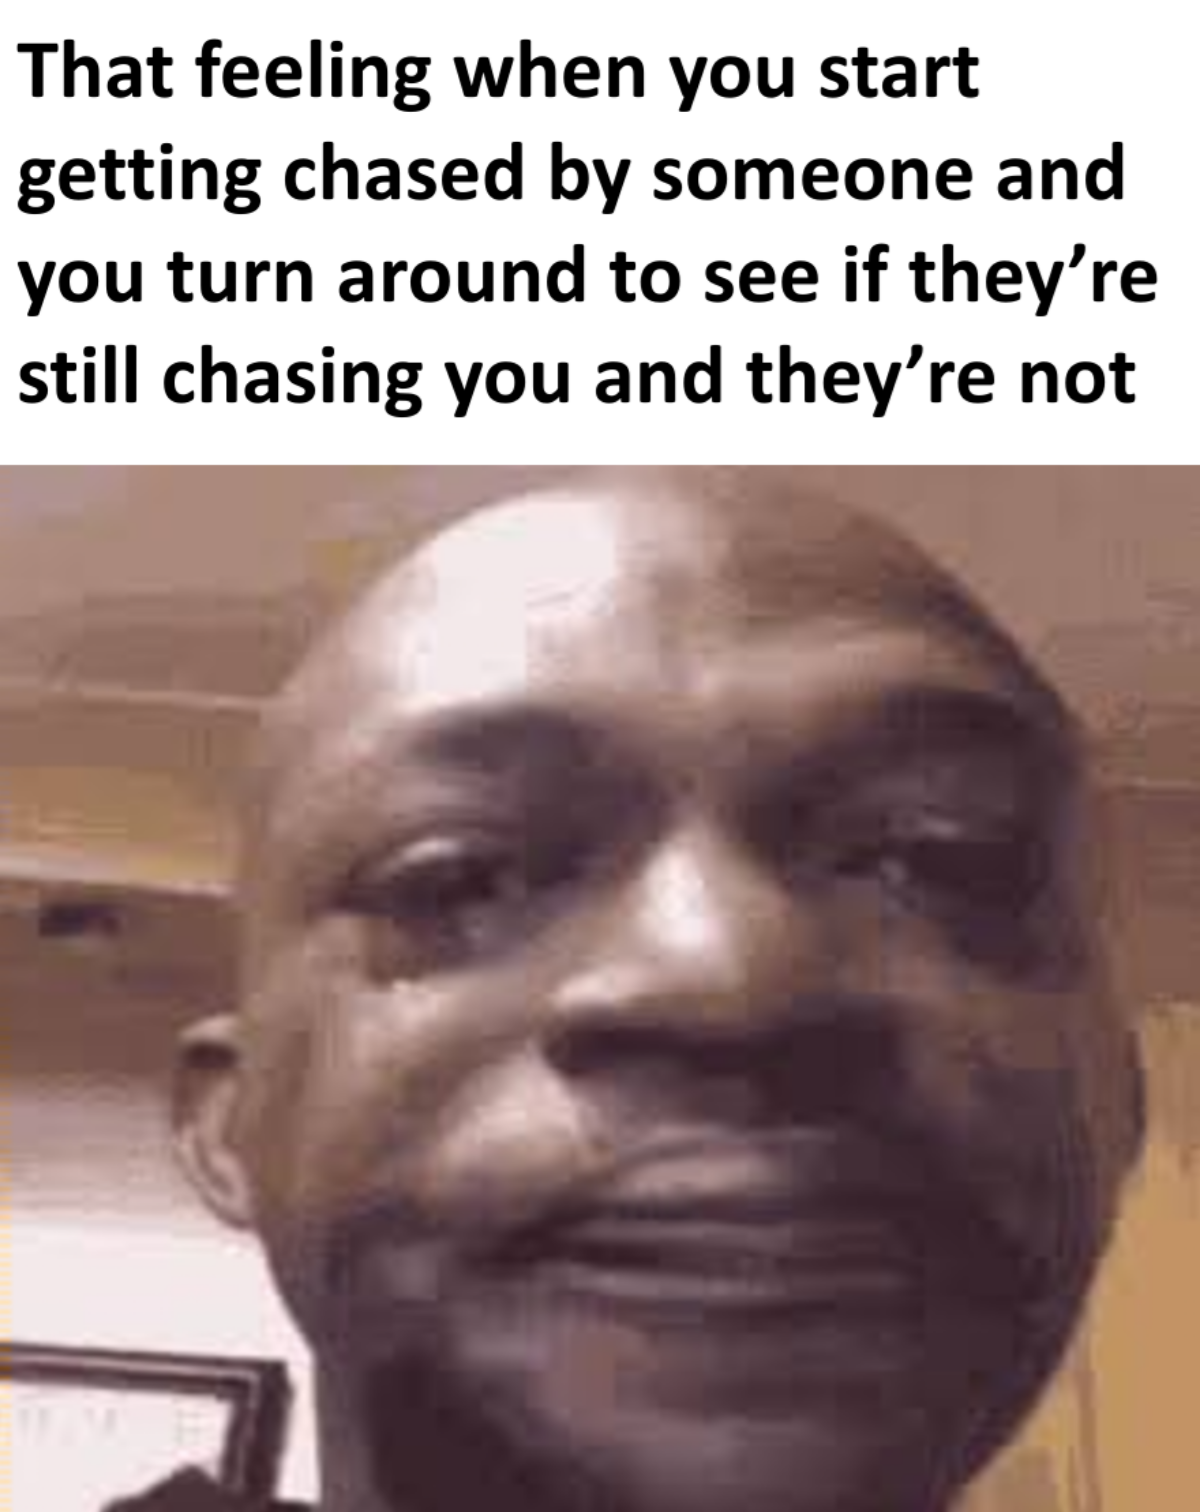 That feeling when you start
getting chased by someone and
you turn around to see if they’re
still chasing you and they’re not